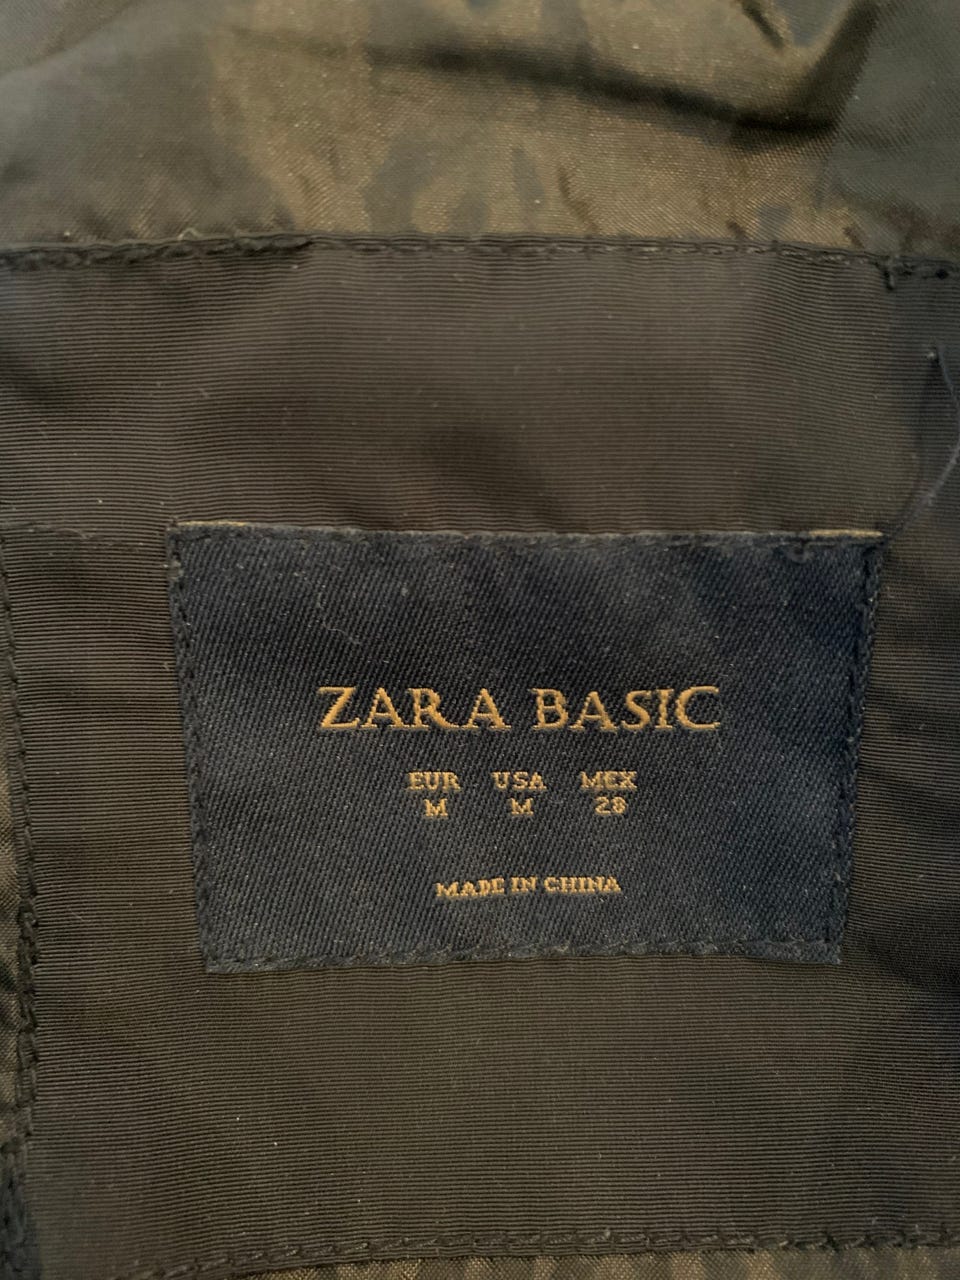 ZARA BASIC
EUR USA MEX
M M 28
MADE IN CHINA